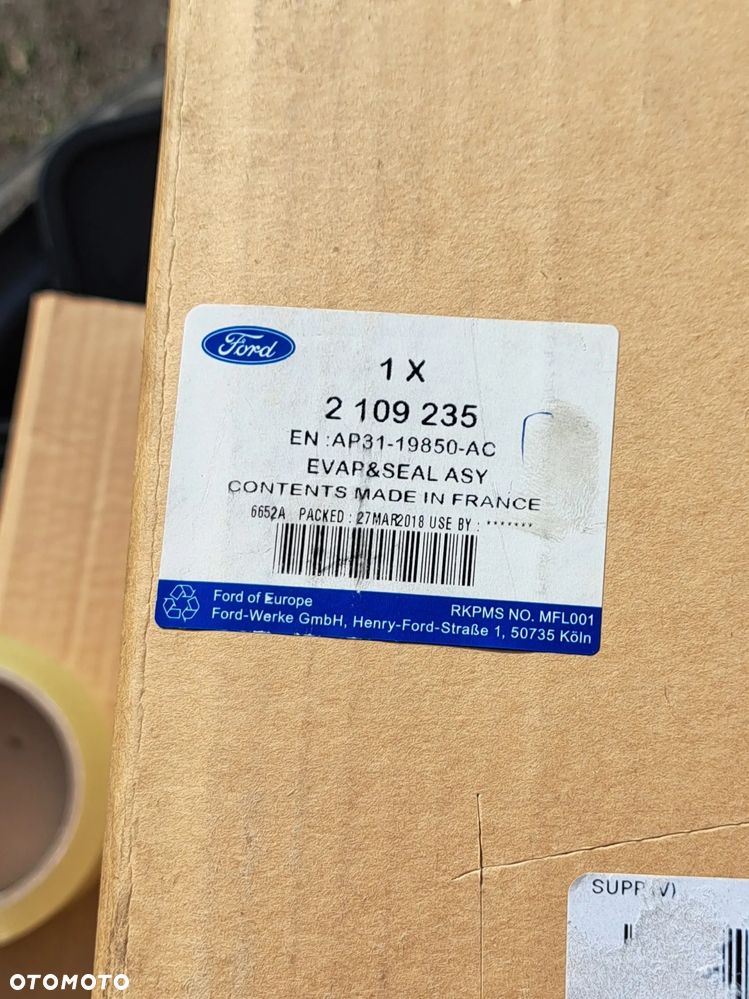 Ford
1 X
2 109 235
EN :AP31-19850-AC
EVAP&SEAL ASY
CONTENTS MADE IN FRANCE
6652A PACKED : 27MAR2018 USE BY : *******
Ford of Europe
RKPMS NO. MFL001
Ford-Werke GmbH, Henry-Ford-Straße 1, 50735 Köln
SUPP (V)
OTOMOTO